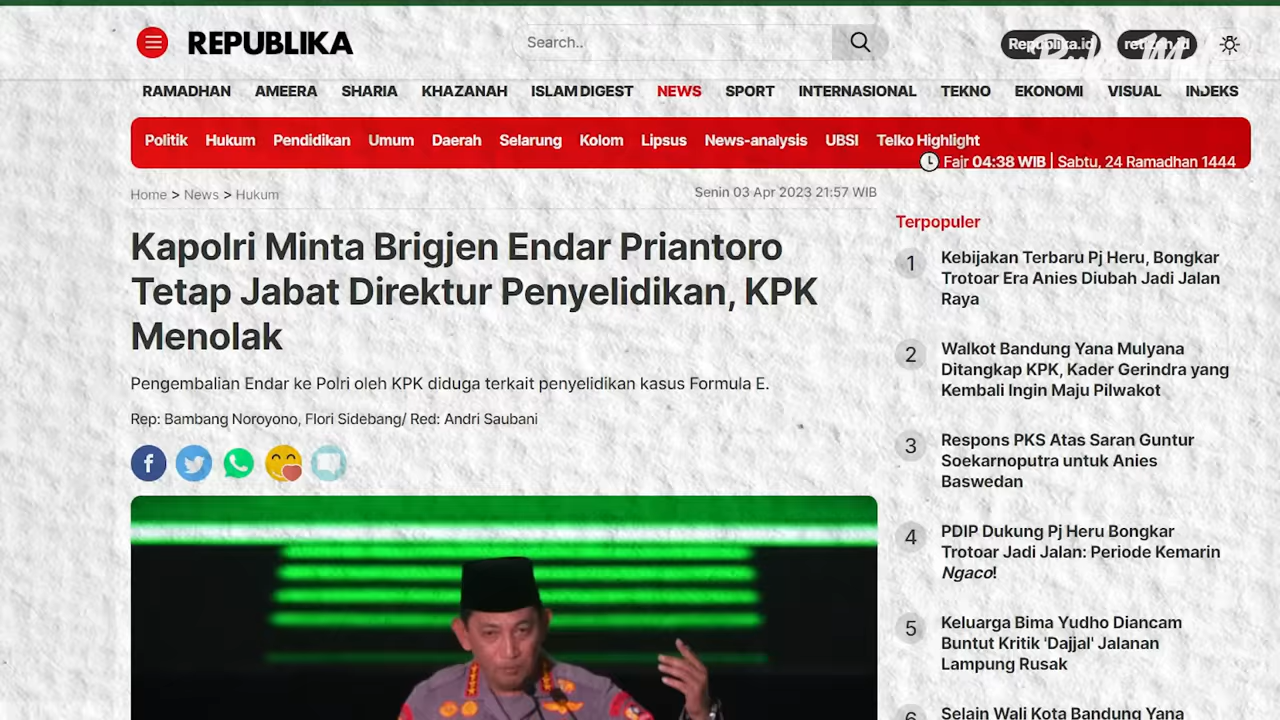 REPUBLIKA
Search..
Republika.id
retizen.id
RAMADHAN AMEERA SHARIA KHAZANAH ISLAM DIGEST NEWS SPORT INTERNASIONAL TEKNO EKONOMI VISUAL INDEKS
Politik Hukum Pendidikan Umum Daerah Selarung Kolom Lipsus News-analysis UBSI Telko Highlight
Fajr 04:38 WIB | Sabtu, 24 Ramadhan 1444
Home > News > Hukum
Senin 03 Apr 2023 21:57 WIB
Kapolri Minta Brigjen Endar Priantoro
Tetap Jabat Direktur Penyelidikan, KPK
Menolak
Pengembalian Endar ke Polri oleh KPK diduga terkait penyelidikan kasus Formula E.
Rep: Bambang Noroyono, Flori Sidebang/ Red: Andri Saubani
Terpopuler
1
Kebijakan Terbaru Pj Heru, Bongkar
Trotoar Era Anies Diubah Jadi Jalan
Raya
2
Walkot Bandung Yana Mulyana
Ditangkap KPK, Kader Gerindra yang
Kembali Ingin Maju Pilwakot
3
Respons PKS Atas Saran Guntur
Soekarnoputra untuk Anies
Baswedan
4
PDIP Dukung Pj Heru Bongkar
Trotoar Jadi Jalan: Periode Kemarin
Ngaco!
5
Keluarga Bima Yudho Diancam
Buntut Kritik 'Dajjal' Jalanan
Lampung Rusak
6
Selain Wali Kota Bandung Yana